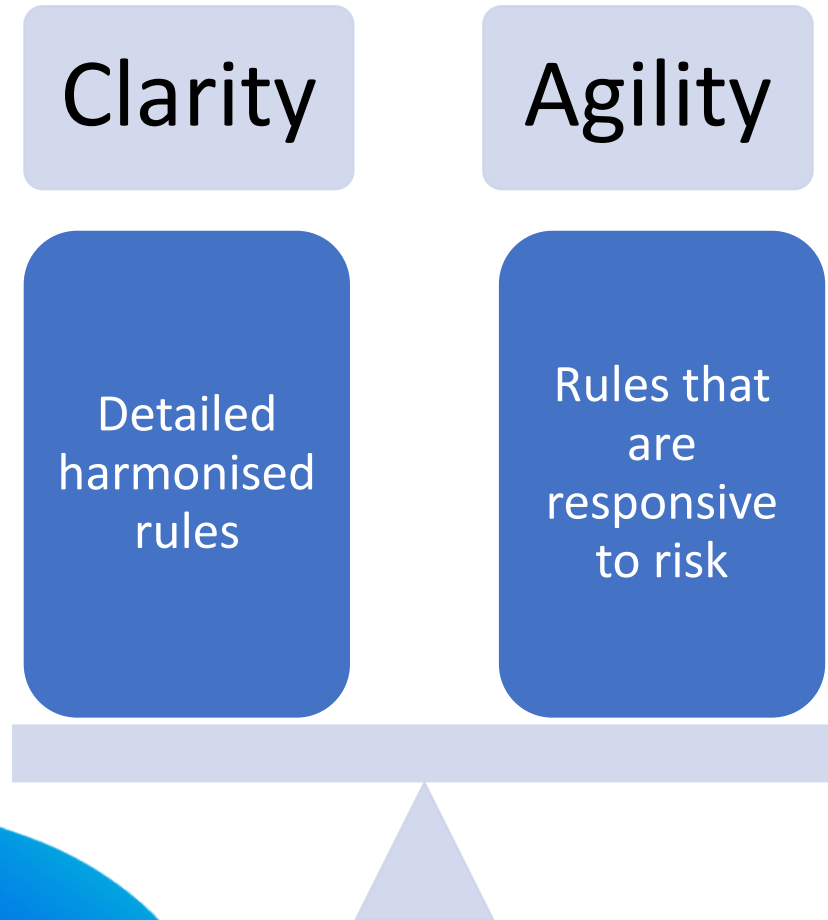 Clarity
Agility
Detailed
harmonised
rules
Rules that
are
responsive
to risk